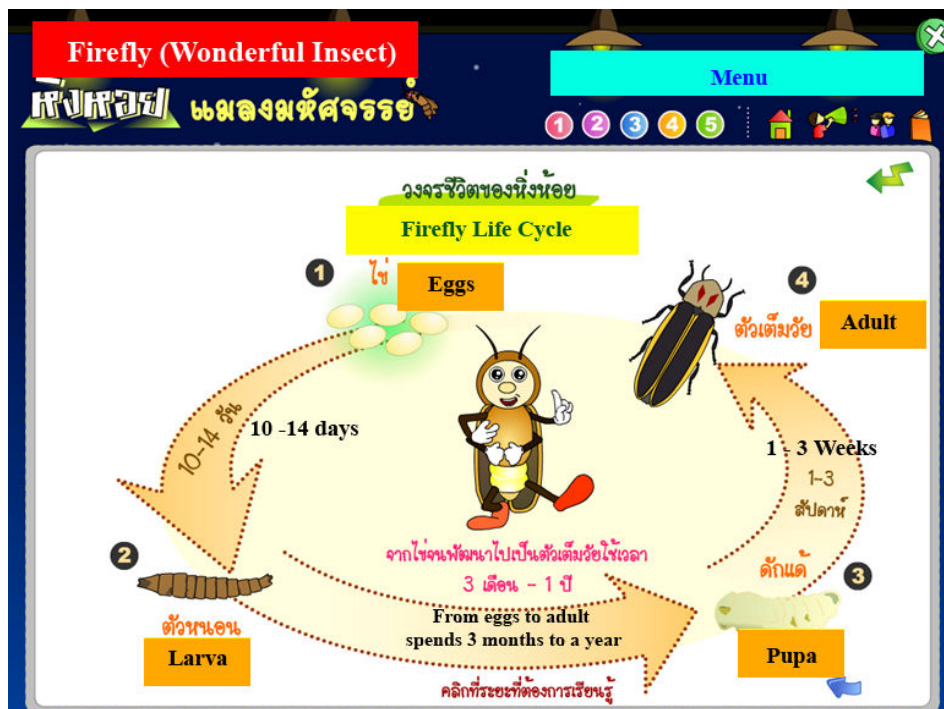 Firefly (Wonderful Insect)
หิ่งห้อย แมลงมหัศจรรย์
Menu
1 2 3 4 5
วงจรชีวิตของหิ่งห้อย
Firefly Life Cycle
1
ไข่
Eggs
4
ตัวเต็มวัย
Adult
10-14 วัน
10 -14 days
1 - 3 Weeks
1-3
สัปดาห์
2
ตัวหนอน
Larva
จากไข่จนพัฒนาไปเป็นตัวเต็มวัยใช้เวลา
3 เดือน - 1 ปี
From eggs to adult
spends 3 months to a year
ดักแด้
3
Pupa
คลิกที่ระยะที่ต้องการเรียนรู้